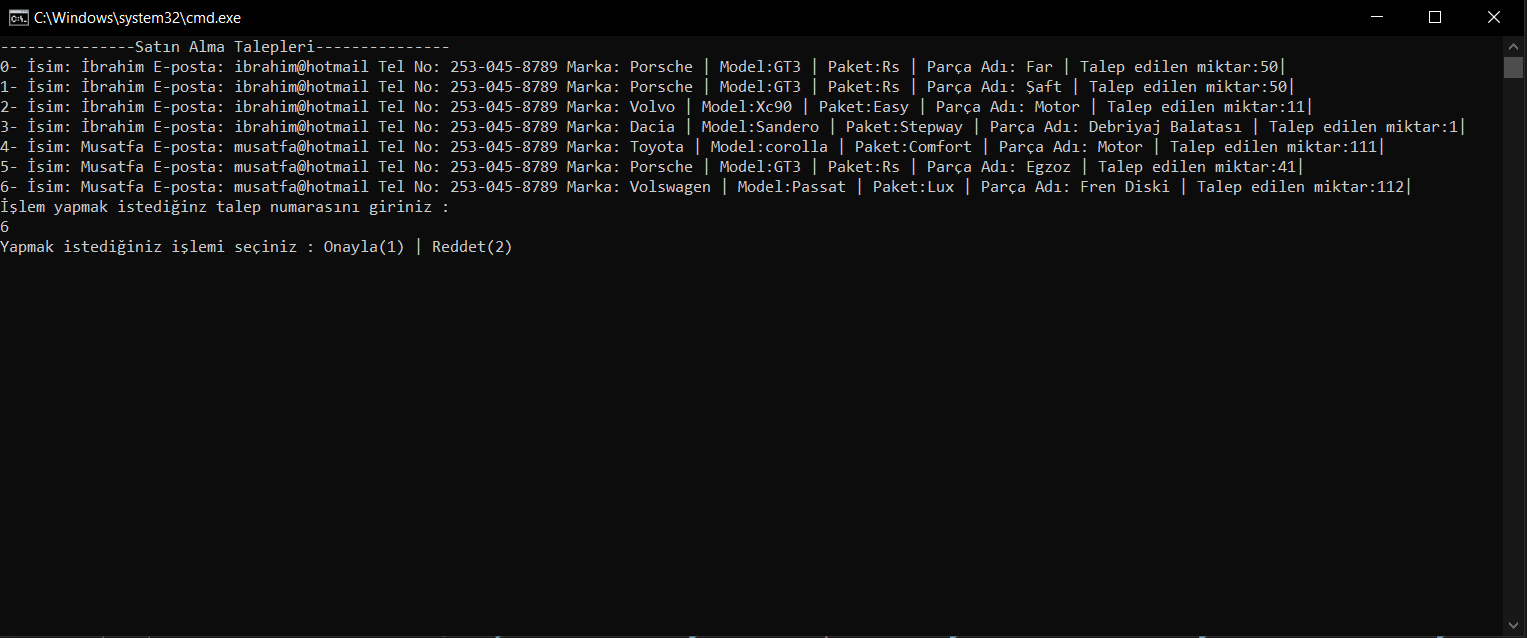 C:\Windows\system32\cmd.exe
---------------Satın Alma Talepleri---------------
0- İsim: İbrahim E-posta: ibrahim@hotmail Tel No: 253-045-8789 Marka: Porsche | Model:GT3 | Paket:Rs | Parça Adı: Far | Talep edilen miktar:50|
1- İsim: İbrahim E-posta: ibrahim@hotmail Tel No: 253-045-8789 Marka: Porsche | Model:GT3 | Paket:Rs | Parça Adı: Şaft | Talep edilen miktar:50|
2- İsim: İbrahim E-posta: ibrahim@hotmail Tel No: 253-045-8789 Marka: Volvo | Model:Xc90 | Paket:Easy | Parça Adı: Motor | Talep edilen miktar:11|
3- İsim: İbrahim E-posta: ibrahim@hotmail Tel No: 253-045-8789 Marka: Dacia | Model:Sandero | Paket:Stepway | Parça Adı: Debriyaj Balatası | Talep edilen miktar:1|
4- İsim: Musatfa E-posta: musatfa@hotmail Tel No: 253-045-8789 Marka: Toyota | Model:corolla | Paket:Comfort | Parça Adı: Motor | Talep edilen miktar:111|
5- İsim: Musatfa E-posta: musatfa@hotmail Tel No: 253-045-8789 Marka: Porsche | Model:GT3 | Paket:Rs | Parça Adı: Egzoz | Talep edilen miktar:41|
6- İsim: Musatfa E-posta: musatfa@hotmail Tel No: 253-045-8789 Marka: Volswagen | Model:Passat | Paket:Lux | Parça Adı: Fren Diski | Talep edilen miktar:112|
İşlem yapmak istediğinz talep numarasını giriniz :
6
Yapmak istediğiniz işlemi seçiniz : Onayla(1) | Reddet(2)